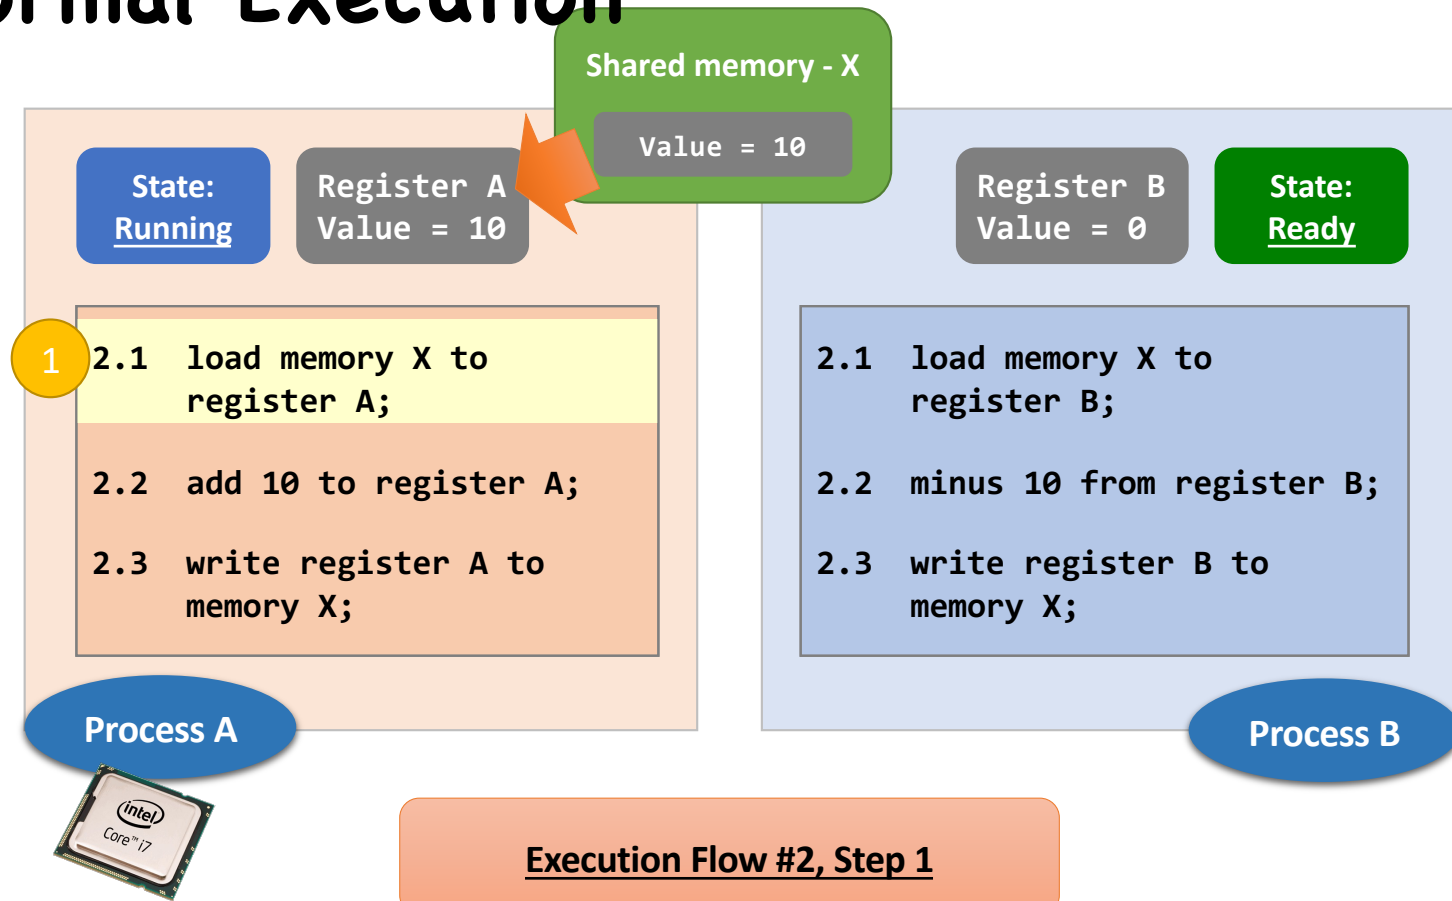 ormal Execution
Shared memory - X
Value = 10
State:
Running
Register A
Value = 10
Register B
Value = 0
State:
Ready
1
2.1 load memory X to
register A;
2.2 add 10 to register A;
2.3 write register A to
memory X;
2.1 load memory X to
register B;
2.2 minus 10 from register B;
2.3 write register B to
memory X;
Process A
Process B
intel
Core™ i7
Execution Flow #2, Step 1